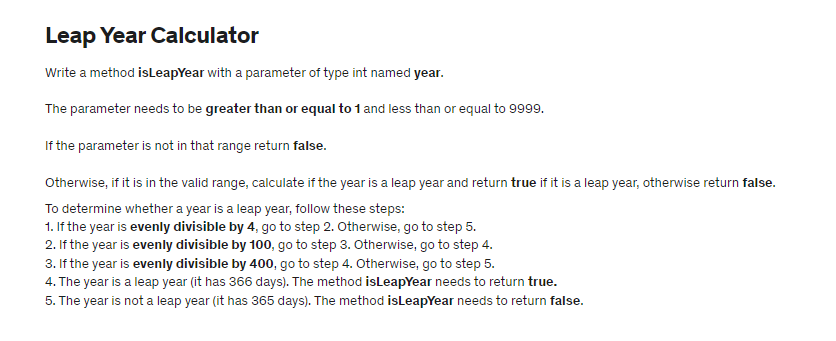 Leap Year Calculator
Write a method isLeapYear with a parameter of type int named year.
The parameter needs to be greater than or equal to 1 and less than or equal to 9999.
If the parameter is not in that range return false.
Otherwise, if it is in the valid range, calculate if the year is a leap year and return true if it is a leap year, otherwise return false.
To determine whether a year is a leap year, follow these steps:
1. If the year is evenly divisible by 4, go to step 2. Otherwise, go to step 5.
2. If the year is evenly divisible by 100, go to step 3. Otherwise, go to step 4.
3. If the year is evenly divisible by 400, go to step 4. Otherwise, go to step 5.
4. The year is a leap year (it has 366 days). The method isLeapYear needs to return true.
5. The year is not a leap year (it has 365 days). The method isLeapYear needs to return false.